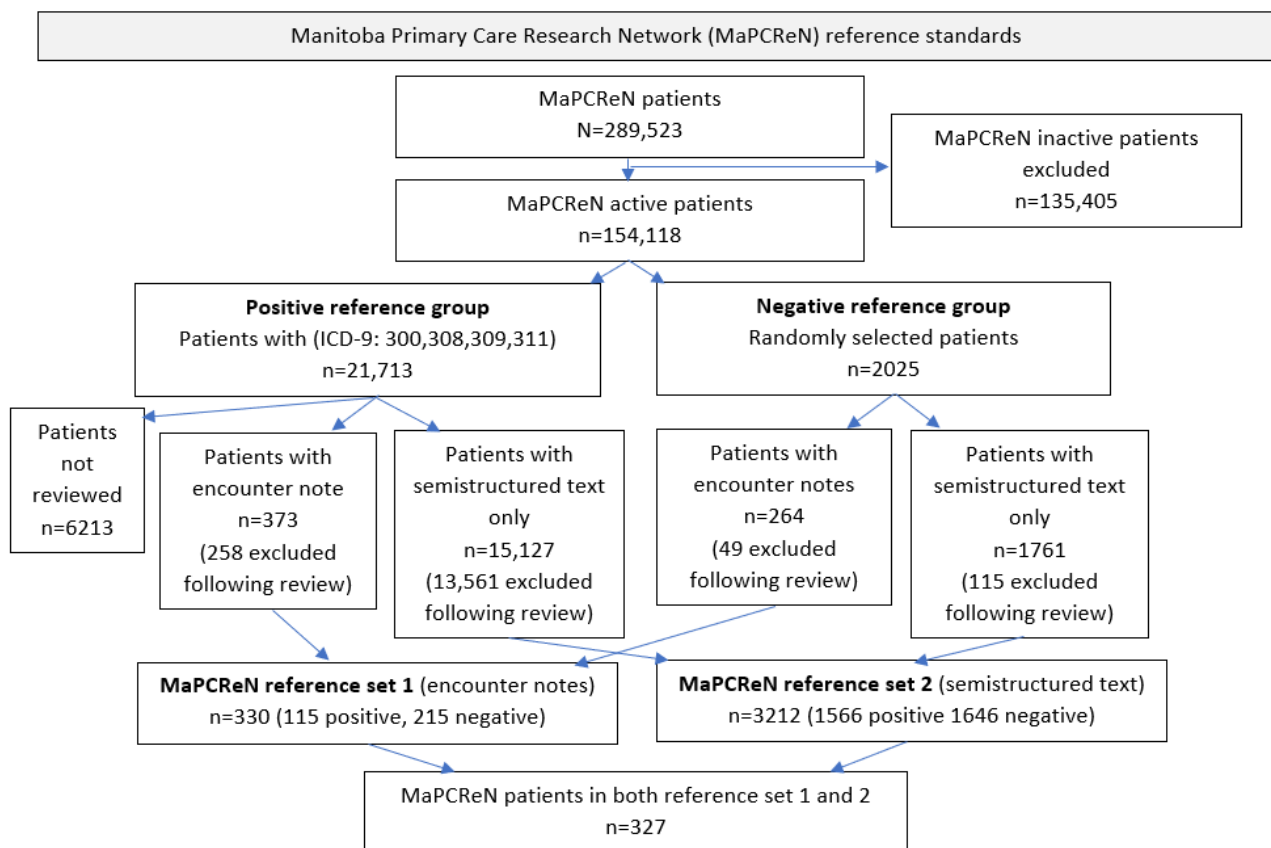 Manitoba Primary Care Research Network (MaPCReN) reference standards
MaPCReN patients
N=289,523
MaPCReN inactive patients
excluded
n=135,405
MaPCReN active patients
n=154,118
Positive reference group
Patients with (ICD-9: 300,308,309,311)
n=21,713
Negative reference group
Randomly selected patients
n=2025
Patients
not
reviewed
n=6213
Patients with
encounter note
n=373
(258 excluded
following review)
Patients with
semistructured text
only
n=15,127
(13,561 excluded
following review)
Patients with
encounter notes
n=264
(49 excluded
following review)
Patients with
semistructured text
only
n=1761
(115 excluded
following review)
MaPCReN reference set 1 (encounter notes)
n=330 (115 positive, 215 negative)
MaPCReN reference set 2 (semistructured text)
n=3212 (1566 positive 1646 negative)
MaPCReN patients in both reference set 1 and 2
n=327